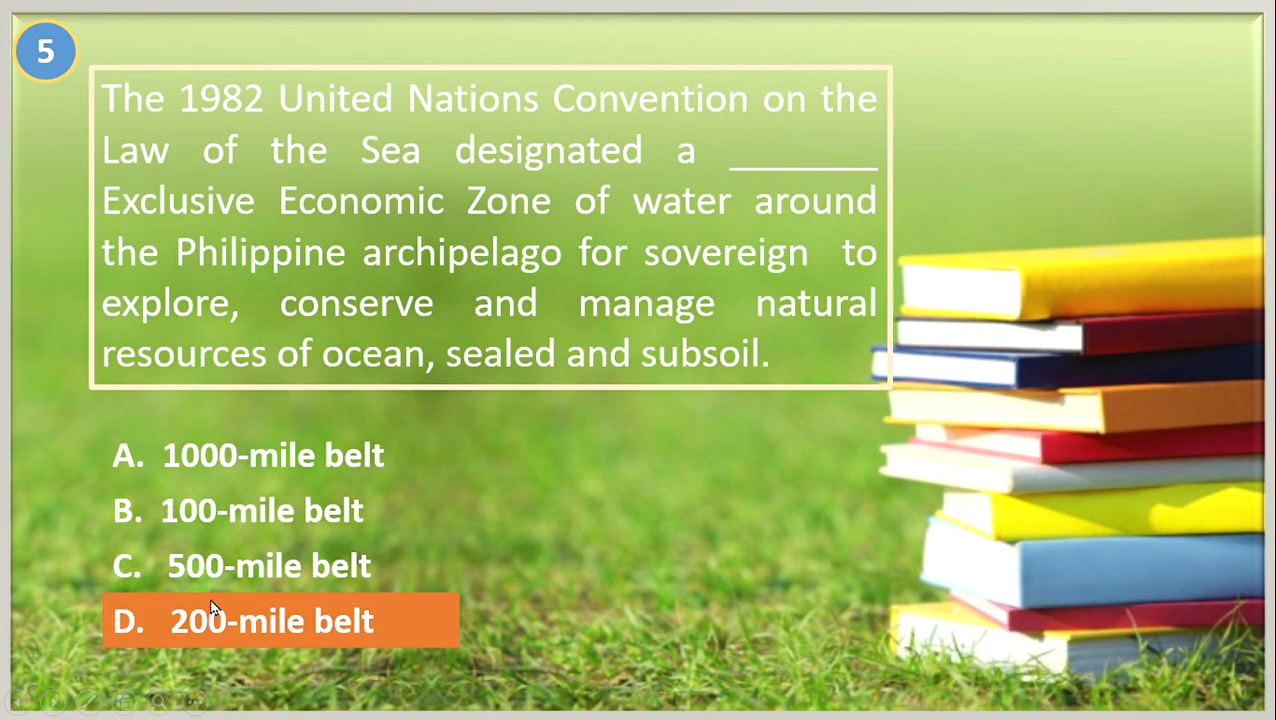 5
The 1982 United Nations Convention on the
Law of the Sea designated a ________
Exclusive Economic Zone of water around
the Philippine archipelago for sovereign to
explore, conserve and manage natural
resources of ocean, sealed and subsoil.
A. 1000-mile belt
B. 100-mile belt
C. 500-mile belt
D. 200-mile belt